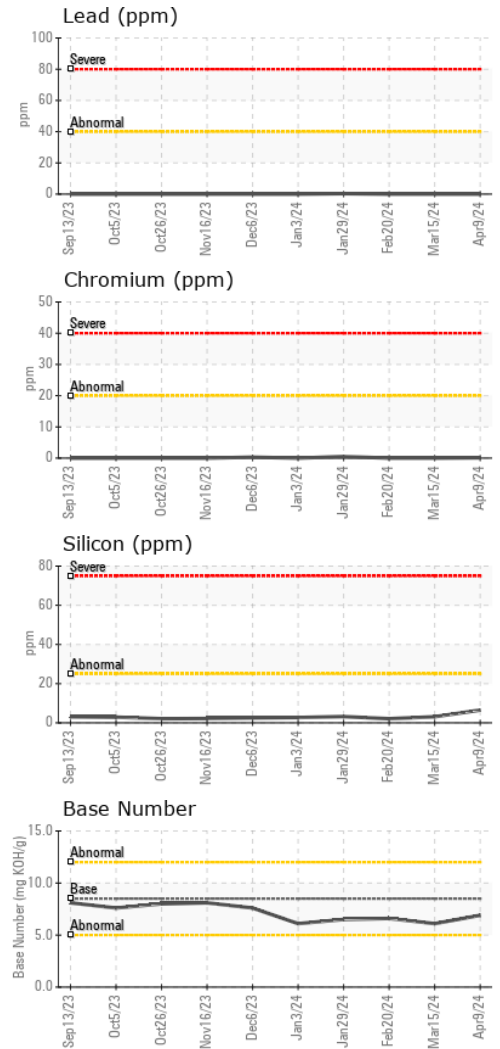 Lead (ppm)
100
80
60
40
20
0
ppm
Severe
Abnormal
Sep13/23
Oct5/23
Oct26/23
Nov16/23
Dec6/23
Jan3/24
Jan29/24
Feb20/24
Mar15/24
Apr9/24
Chromium (ppm)
50
40
30
20
10
0
ppm
Severe
Abnormal
Sep13/23
Oct5/23
Oct26/23
Nov16/23
Dec6/23
Jan3/24
Jan29/24
Feb20/24
Mar15/24
Apr9/24
Silicon (ppm)
80
60
40
20
0
ppm
Severe
Abnormal
Sep13/23
Oct5/23
Oct26/23
Nov16/23
Dec6/23
Jan3/24
Jan29/24
Feb20/24
Mar15/24
Apr9/24
Base Number
15.0
10.0
5.0
0.0
Base Number (mg KOH/g)
Abnormal
Base
Abnormal
Sep13/23
Oct5/23
Oct26/23
Nov16/23
Dec6/23
Jan3/24
Jan29/24
Feb20/24
Mar15/24
Apr9/24